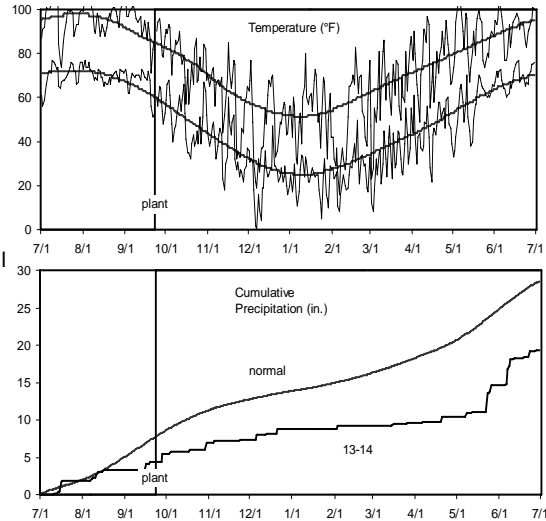 100
80
60
40
20
0
Temperature (°F)
plant
7/1 8/1 9/1 10/1 11/1 12/1 1/1 2/1 3/1 4/1 5/1 6/1 7/1
l
30
25
20
15
10
5
0
Cumulative
Precipitation (in.)
normal
13-14
plant
7/1 8/1 9/1 10/1 11/1 12/1 1/1 2/1 3/1 4/1 5/1 6/1 7/1